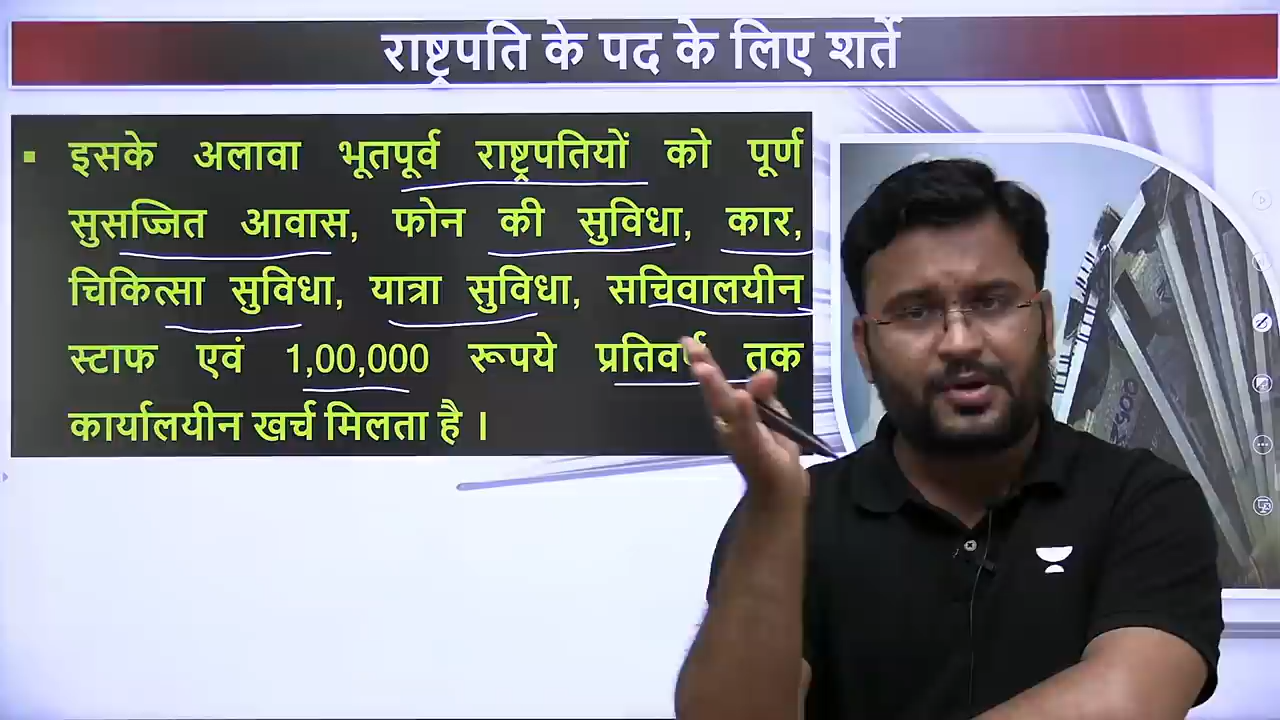 राष्ट्रपति के पद के लिए शर्ते
इसके अलावा भूतपूर्व राष्ट्रपतियों को पूर्ण
सुसज्जित आवास, फोन की सुविधा, कार,
चिकित्सा सुविधा, यात्रा सुविधा, सचिवालयीन
स्टाफ एवं 1,00,000 रूपये प्रतिवर्ष तक
कार्यालयीन खर्च मिलता है ।